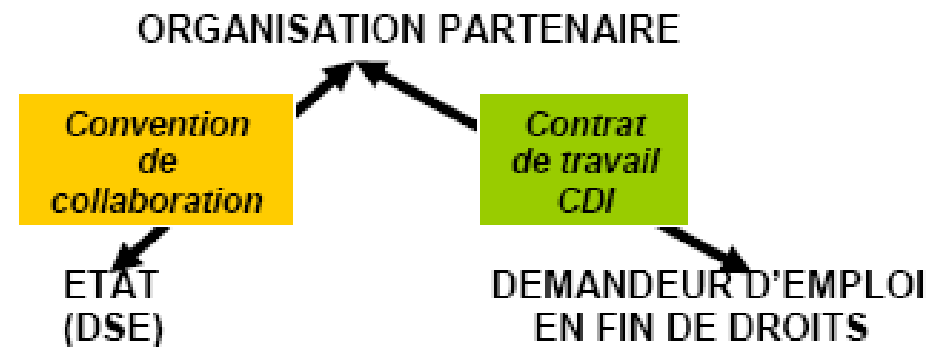 ORGANISATION PARTENAIRE
Convention
de
collaboration
Contrat
de travail
CDI
ETAT
(DSE)
DEMANDEUR D'EMPLOI
EN FIN DE DROITS